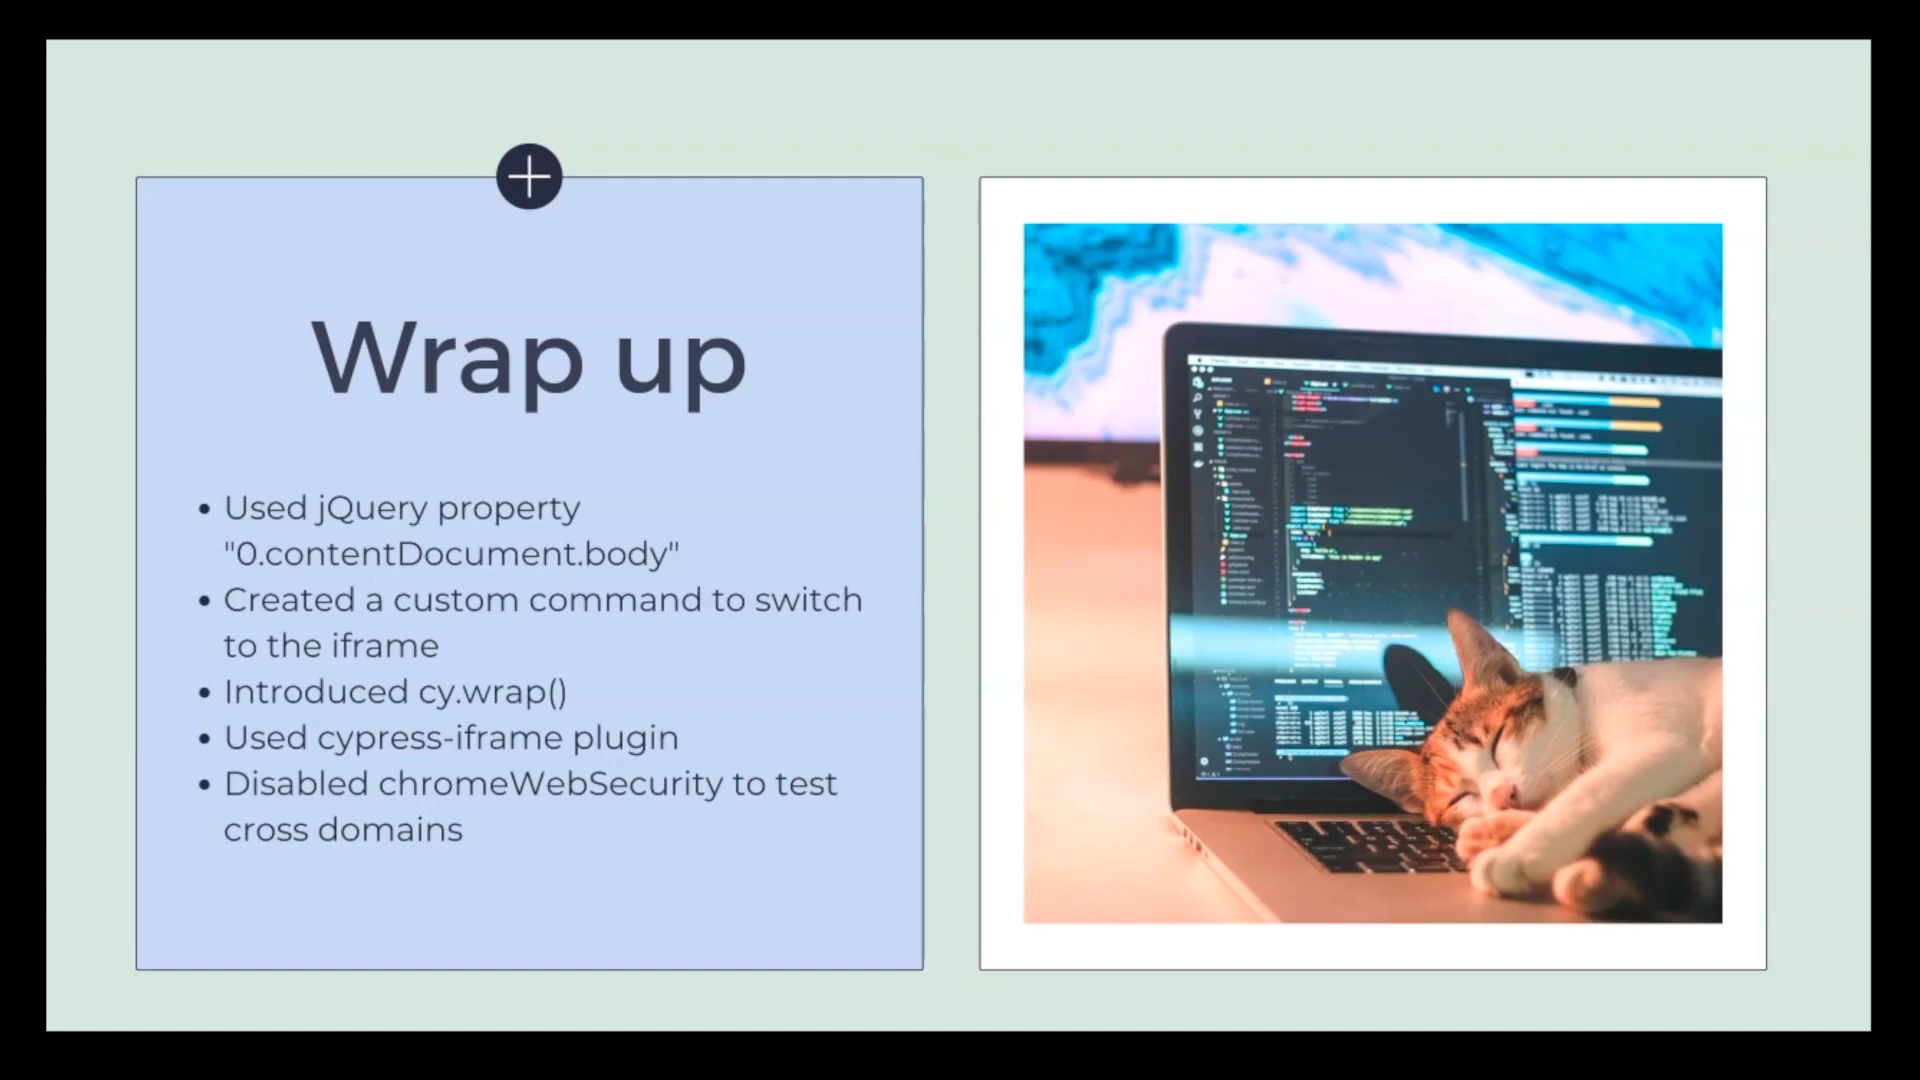 Wrap up
• Used jQuery property
"0.contentDocument.body"
• Created a custom command to switch
to the iframe
• Introduced cy.wrap()
• Used cypress-iframe plugin
• Disabled chromeWebSecurity to test
cross domains